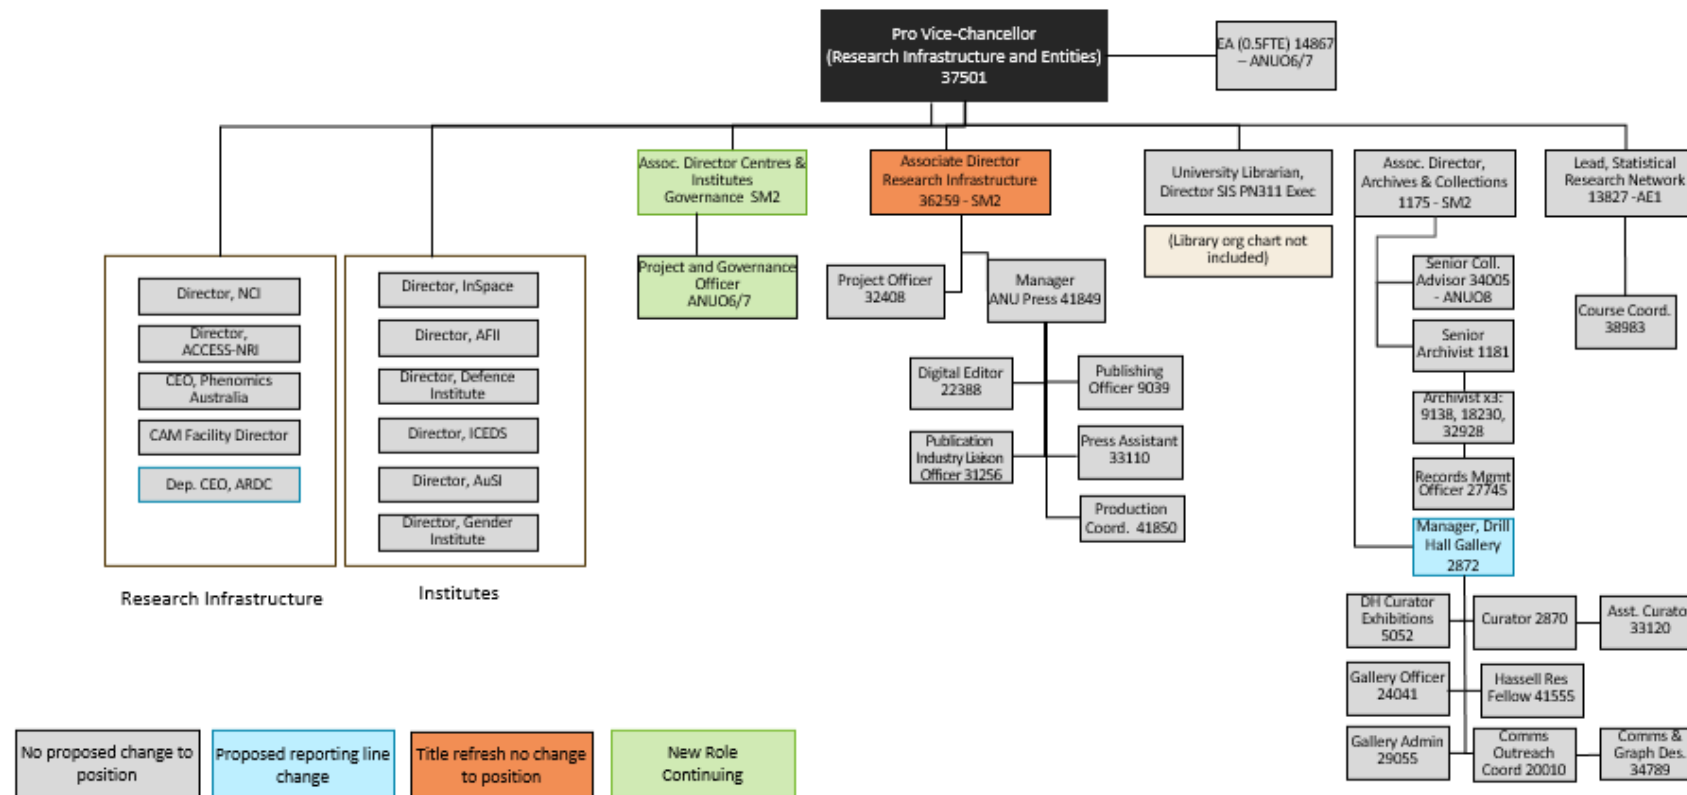 Pro Vice-Chancellor
(Research Infrastructure and Entities)
37501
EA (0.5FTE) 14867
– ANUO6/7
Assoc. Director Centres &
Institutes
Governance SM2
Associate Director
Research Infrastructure
36259 - SM2
University Librarian,
Director SIS PN311 Exec
Assoc. Director,
Archives & Collections
1175 - SM2
Lead, Statistical
Research Network
13827 -AE1
(Library org chart not
included)
Project and Governance
Officer
ANUO6/7
Project Officer
32408
Manager
ANU Press 41849
Senior Coll.
Advisor 34005
- ANUO8
Course Coord.
38983
Director, NCI
Director,
ACCESS-NRI
CEO, Phenomics
Australia
CAM Facility Director
Dep. CEO, ARDC
Research Infrastructure
Director, InSpace
Director, AFII
Director, Defence
Institute
Director, ICEDS
Director, AuSI
Director, Gender
Institute
Institutes
Digital Editor
22388
Publishing
Officer 9039
Publication
Industry Liaison
Officer 31256
Press Assistant
33110
Production
Coord. 41850
Senior
Archivist 1181
Archivist x3:
9138, 18230,
32928
Records Mgmt
Officer 27745
Manager, Drill
Hall Gallery
2872
DH Curator
Exhibitions
5052
Curator 2870
Asst. Curato
33120
Gallery Officer
24041
Hassell Res
Fellow 41555
Gallery Admin
29055
Comms
Outreach
Coord 20010
Comms &
Graph Des.
34789
No proposed change to
position
Proposed reporting line
change
Title refresh no change
to position
New Role
Continuing